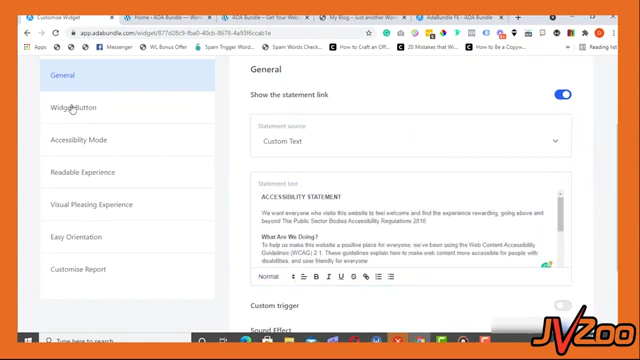 Customise Widget
Home ‹ ADA Bundle — Wor
ADA Bundle – Get Your Websi
My Blog – Just another Word
AdaBundle FE - ADA Bundle
app.adabundle.com/widget/877d28c9-f1a0-40cb-8678-4a93f6ccab1e
Apps
Facebook
Messenger
WL Bonus Offer
Spam Trigger Word...
Spam Words Check...
How to Craft an Off...
20 Mistakes that W...
How to Be a Copyw...
Reading list
General
Widget Button
Accessiblity Mode
Readable Experience
Visual Pleasing Experience
Easy Orientation
Customise Report
General
Show the statement link
Statement source
Custom Text
Statement text
ACCESSIBILITY STATEMENT
We want everyone who visits this website to feel welcome and find the experience rewarding, going above and
beyond The Public Sector Bodies Accessibility Regulations 2018.
What Are We Doing?
To help us make this website a positive place for everyone, we've been using the Web Content Accessibility
Guidelines (WCAG) 2.1. These guidelines explain how to make web content more accessible for people with
disabilities, and user friendly for everyone.
Normal
B I U S
Custom trigger
Sound Effect
Type here to search
JVZoo